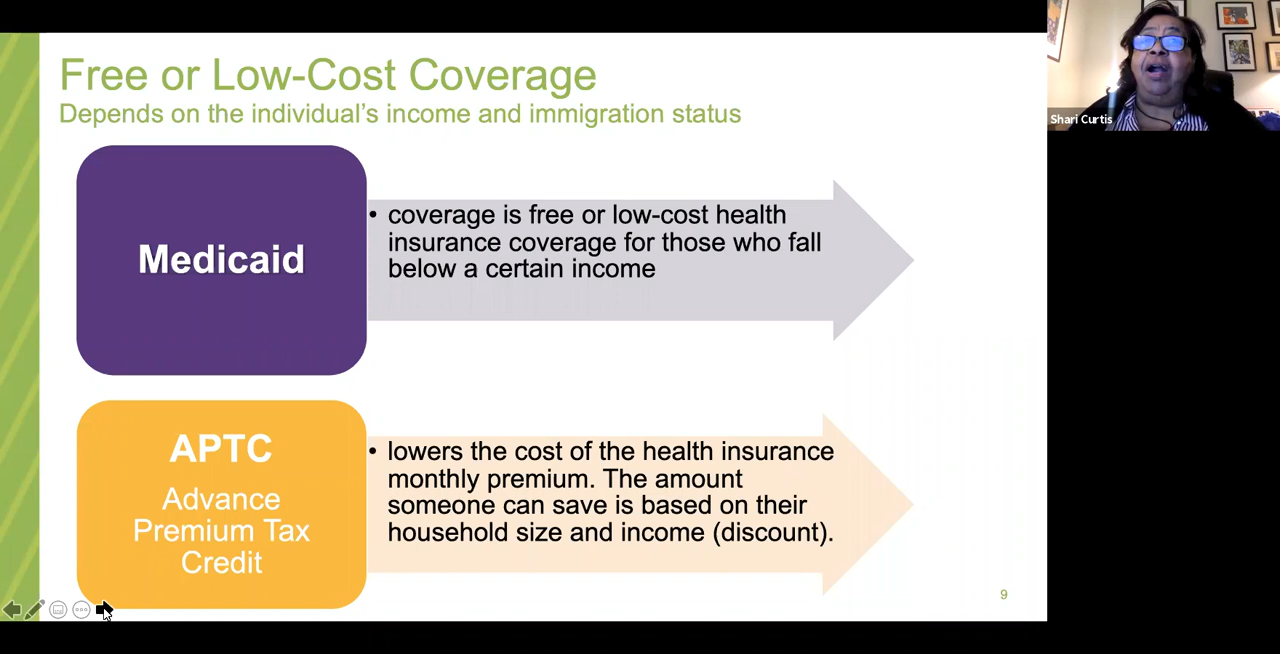 Free or Low-Cost Coverage
Depends on the individual's income and immigration status
Medicaid
• coverage is free or low-cost health
insurance coverage for those who fall
below a certain income
APTC
Advance
Premium Tax
Credit
• lowers the cost of the health insurance
monthly premium. The amount
someone can save is based on their
household size and income (discount).
9
Shari Curtis